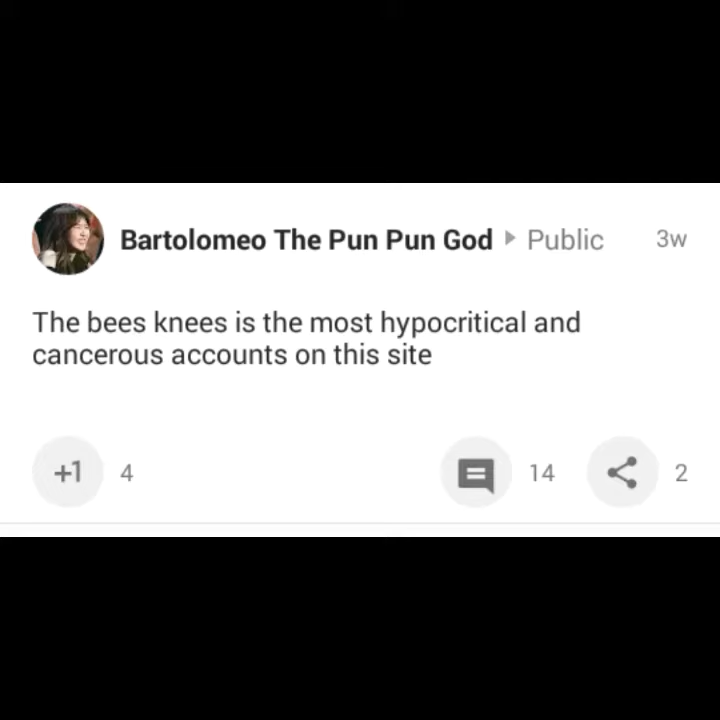 Bartolomeo The Pun Pun God ▸ Public 3w
The bees knees is the most hypocritical and
cancerous accounts on this site
+1 4 14 2